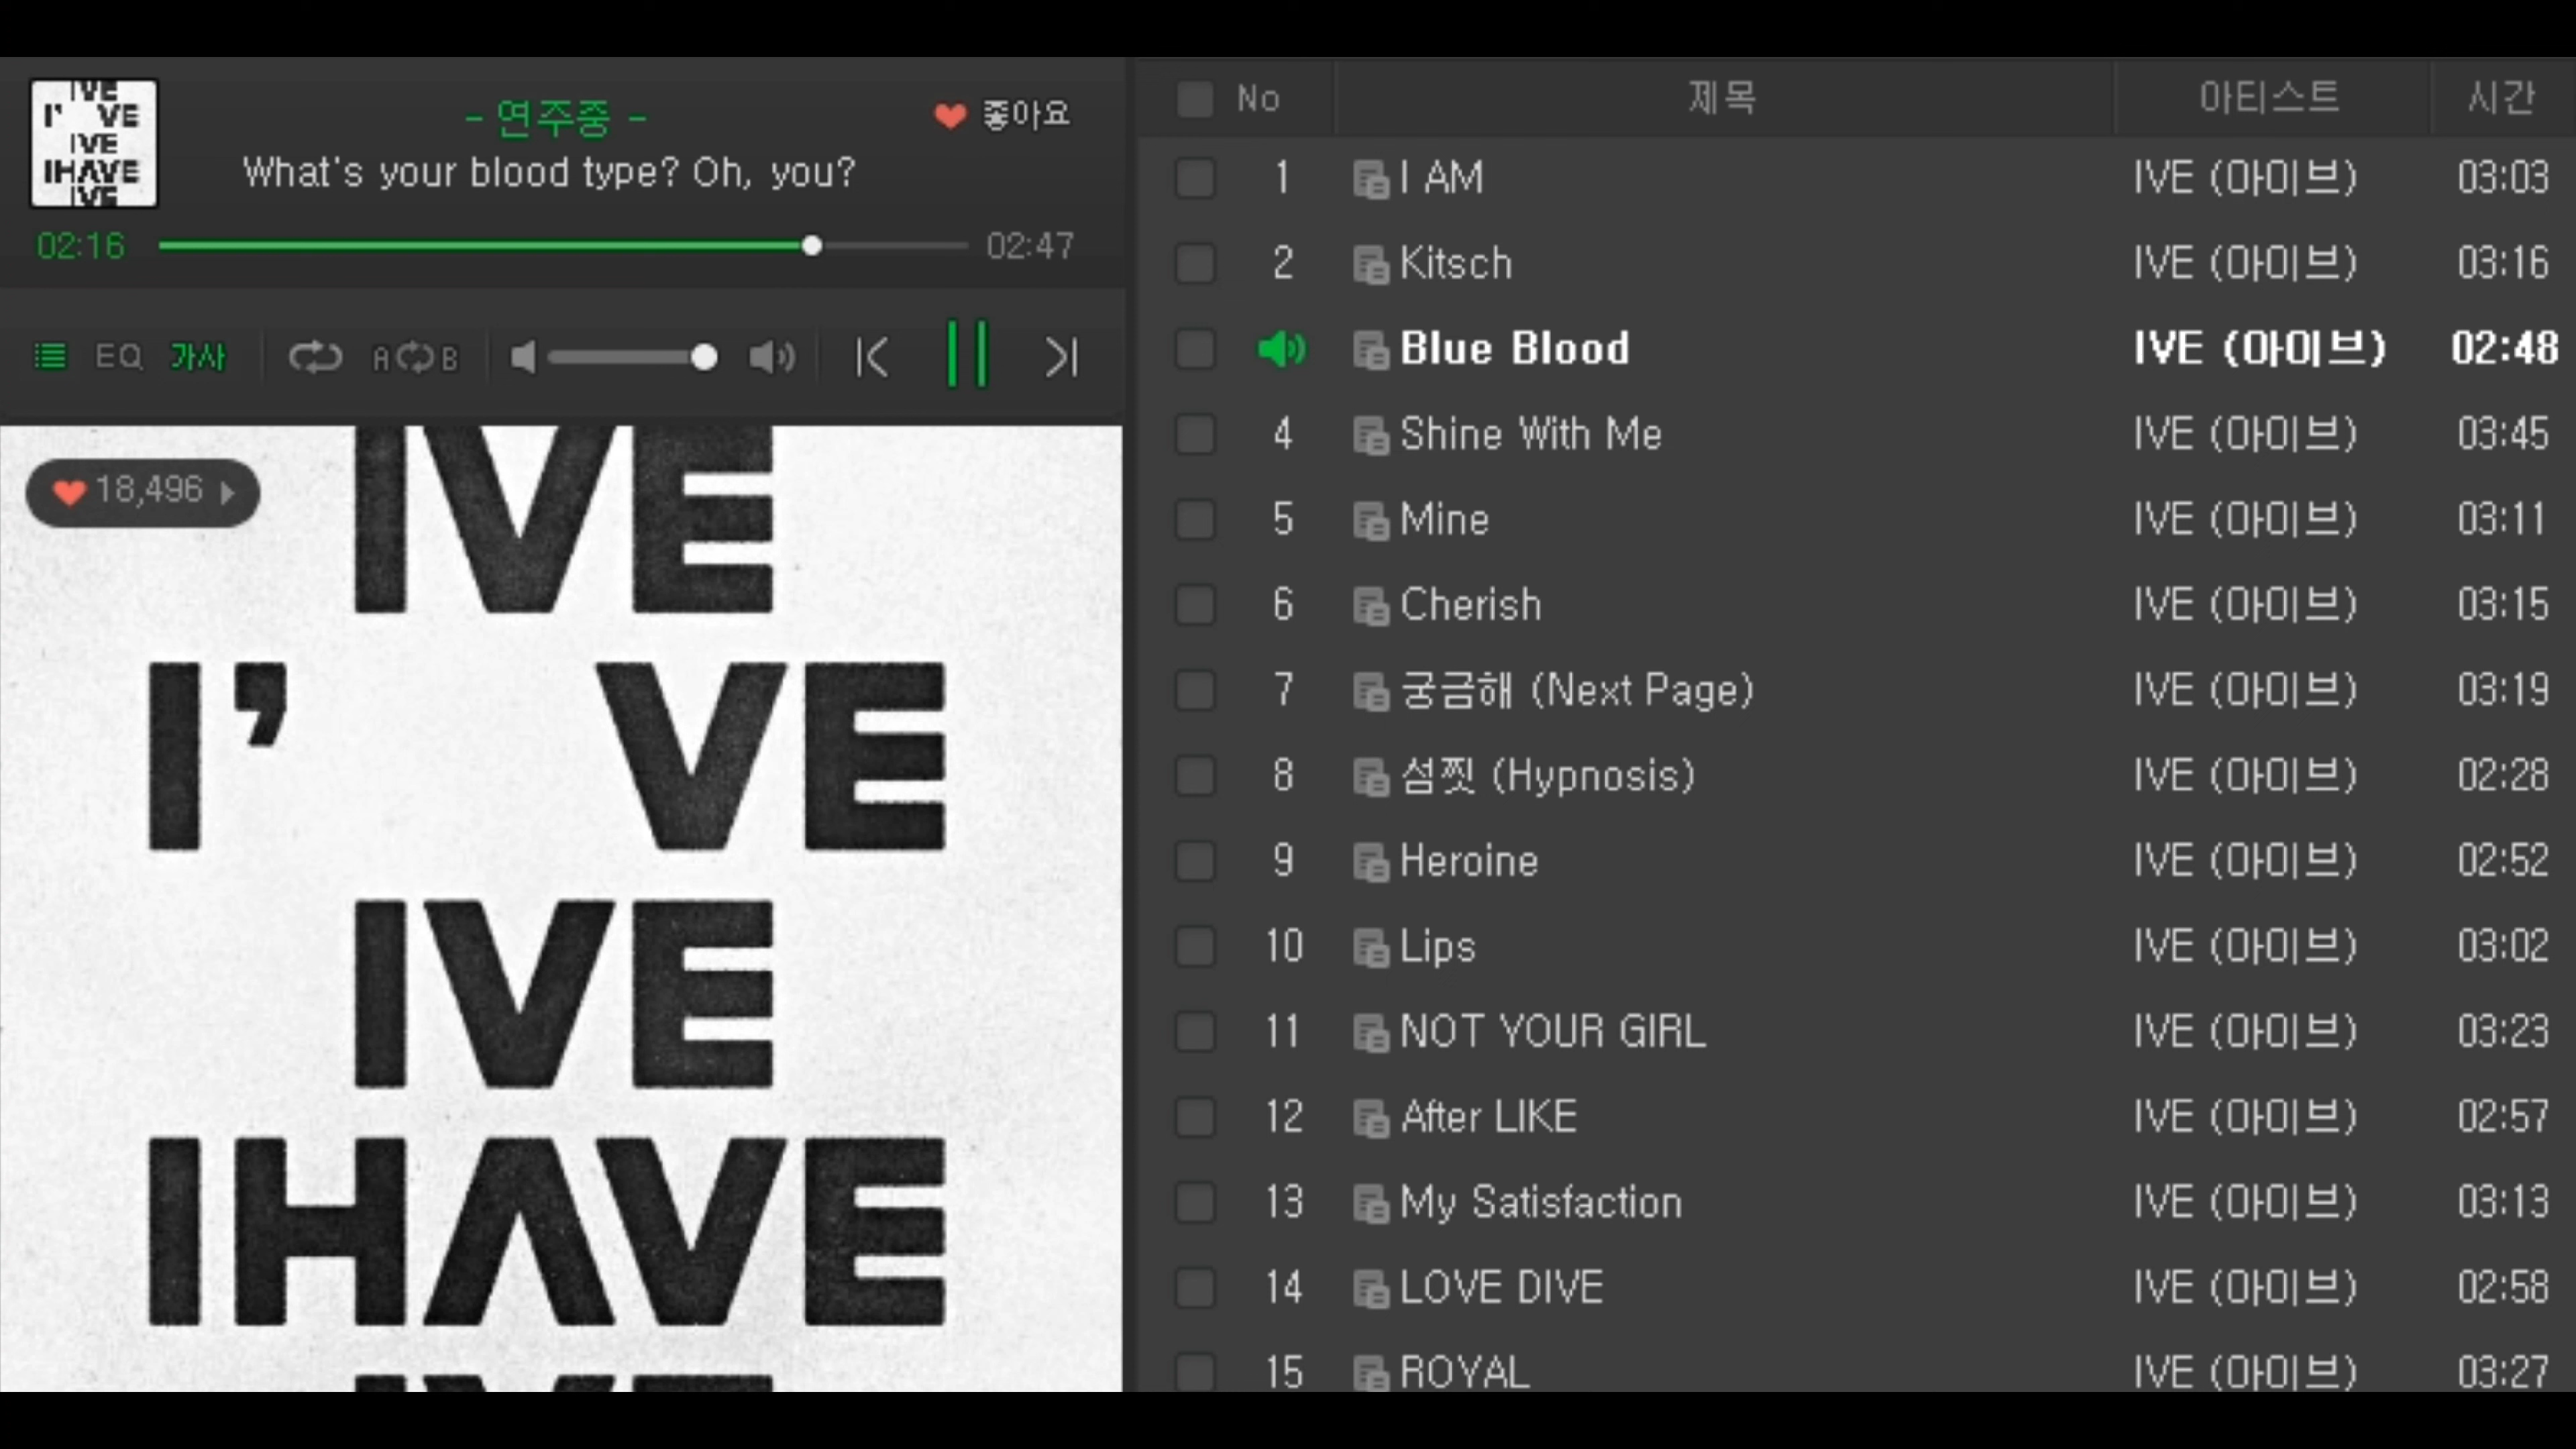 IVE
I' VE
IVE
IHAVE
IVE
- 연주중 -
좋아요
What's your blood type? Oh, you?
02:16
02:47
EQ 가사
A B
18,496
IVE
I' VE
IVE
IHAVE
No 제목 아티스트 시간
1 I AM IVE (아이브) 03:03
2 Kitsch IVE (아이브) 03:16
Blue Blood IVE (아이브) 02:48
4 Shine With Me IVE (아이브) 03:45
5 Mine IVE (아이브) 03:11
6 Cherish IVE (아이브) 03:15
7 궁금해 (Next Page) IVE (아이브) 03:19
8 섬찟 (Hypnosis) IVE (아이브) 02:28
9 Heroine IVE (아이브) 02:52
10 Lips IVE (아이브) 03:02
11 NOT YOUR GIRL IVE (아이브) 03:23
12 After LIKE IVE (아이브) 02:57
13 My Satisfaction IVE (아이브) 03:13
14 LOVE DIVE IVE (아이브) 02:58
15 ROYAL IVE (아이브) 03:27